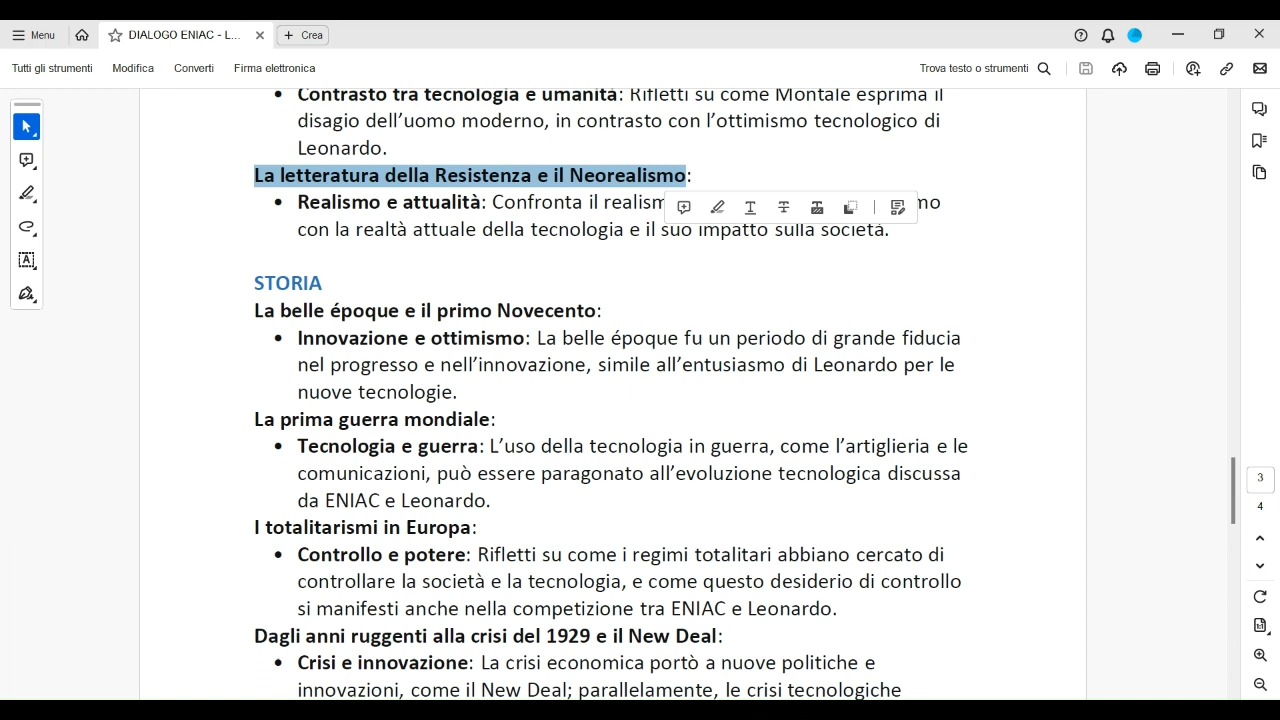 Menu
DIALOGO ENIAC - L...
Crea
Tutti gli strumenti Modifica Converti Firma elettronica Trova testo o strumenti
• Contrasto tra tecnologia e umanità: Rifletti su come Montale esprima il
disagio dell'uomo moderno, in contrasto con l'ottimismo tecnologico di
Leonardo.
La letteratura della Resistenza e il Neorealismo:
• Realismo e attualità: Confronta il realism mo
con la realtà attuale della tecnologia e il suo impatto sulla società.
STORIA
La belle époque e il primo Novecento:
• Innovazione e ottimismo: La belle époque fu un periodo di grande fiducia
nel progresso e nell'innovazione, simile all'entusiasmo di Leonardo per le
nuove tecnologie.
La prima guerra mondiale:
• Tecnologia e guerra: L'uso della tecnologia in guerra, come l'artiglieria e le
comunicazioni, può essere paragonato all'evoluzione tecnologica discussa
da ENIAC e Leonardo.
I totalitarismi in Europa:
• Controllo e potere: Rifletti su come i regimi totalitari abbiano cercato di
controllare la società e la tecnologia, e come questo desiderio di controllo
si manifesti anche nella competizione tra ENIAC e Leonardo.
Dagli anni ruggenti alla crisi del 1929 e il New Deal:
• Crisi e innovazione: La crisi economica portò a nuove politiche e
innovazioni, come il New Deal; parallelamente, le crisi tecnologiche
3
4